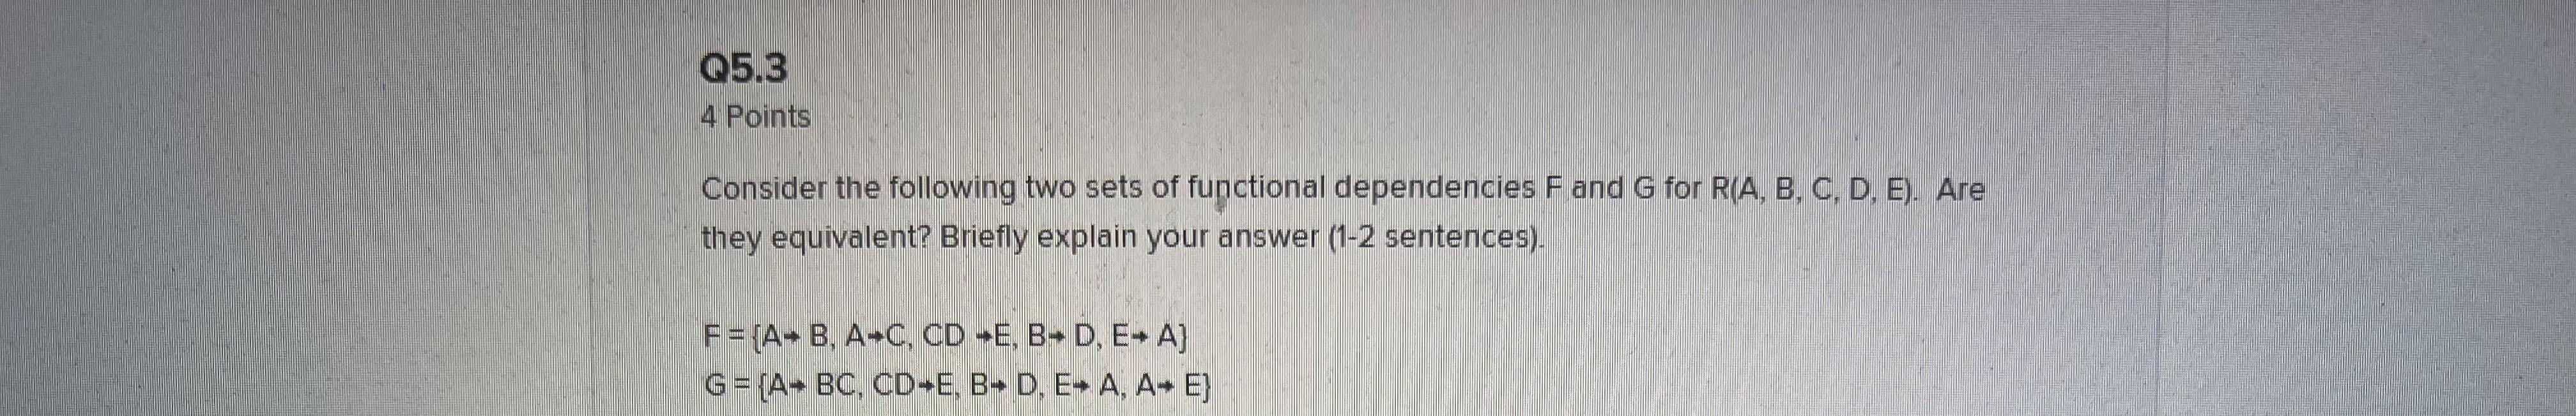 Q5.3
4 Points
Consider the following two sets of functional dependencies F and G for R(A, B, C, D, E). Are
they equivalent? Briefly explain your answer (1-2 sentences).
F = {A→ B, A→C, CD →E, B→ D, E→ A}
G = {A→ BC, CD→E, B→ D, E→ A, A→ E}